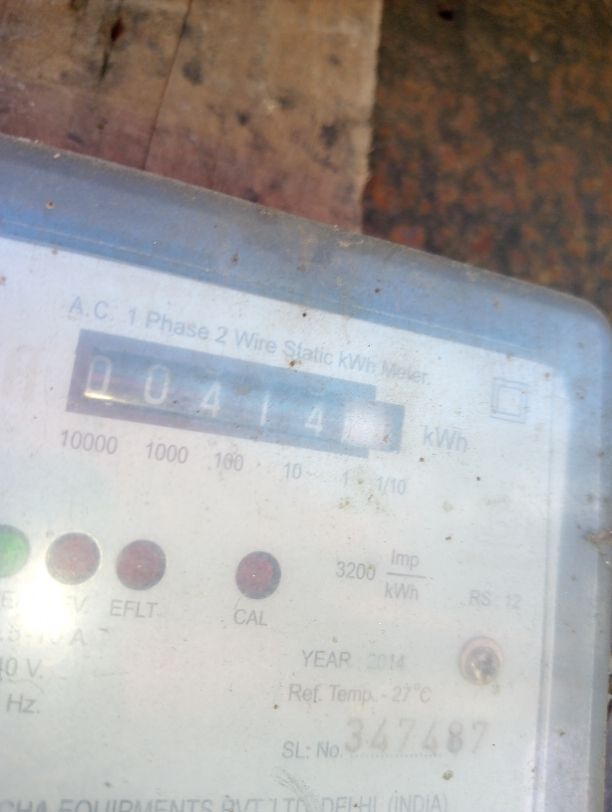 A.C. 1 Phase 2 Wire Static kWh Meter.
0 0 4 1 4
kWh
10000 1000 100 10 1 1/10
3200 Imp/kWh
EFLT
CAL
RS 12
A
YEAR 2014
V.
Ref. Temp. - 27°C
Hz.
SL: No. 347487
EQUIPMENTS PVT LTD. DELHI (INDIA)